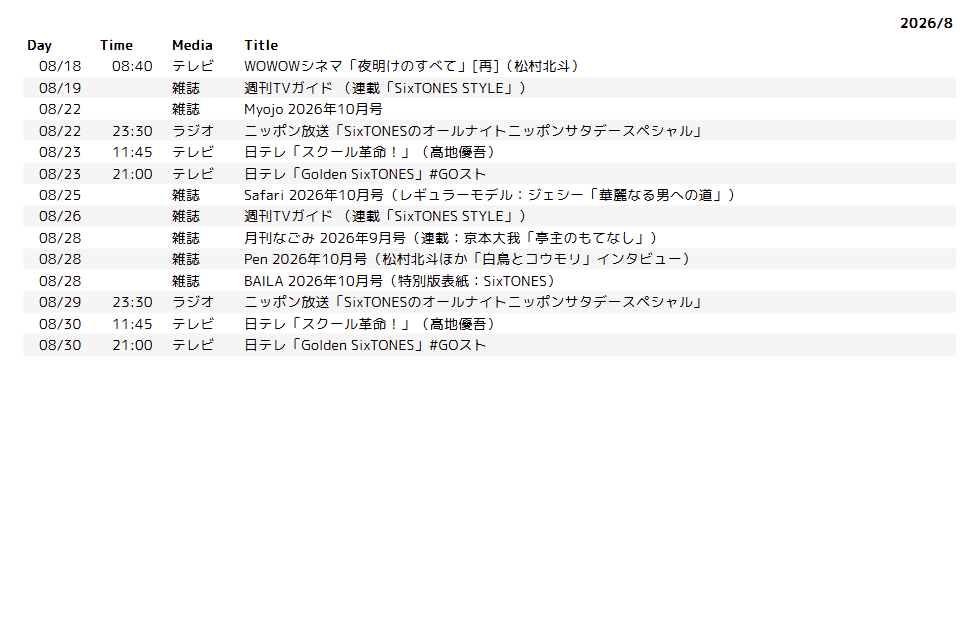 2026/8
Day Time Media Title
08/18 08:40 テレビ WOWOWシネマ「夜明けのすべて」[再]（松村北斗）
08/19 雑誌 週刊TVガイド （連載「SixTONES STYLE」）
08/22 雑誌 Myojo 2026年10月号
08/22 23:30 ラジオ ニッポン放送「SixTONESのオールナイトニッポンサタデースペシャル」
08/23 11:45 テレビ 日テレ「スクール革命！」（髙地優吾）
08/23 21:00 テレビ 日テレ「Golden SixTONES」#GOスト
08/25 雑誌 Safari 2026年10月号（レギュラーモデル：ジェシー「華麗なる男への道」）
08/26 雑誌 週刊TVガイド （連載「SixTONES STYLE」）
08/28 雑誌 月刊なごみ 2026年9月号（連載：京本大我「亭主のもてなし」）
08/28 雑誌 Pen 2026年10月号（松村北斗ほか「白鳥とコウモリ」インタビュー）
08/28 雑誌 BAILA 2026年10月号（特別版表紙：SixTONES）
08/29 23:30 ラジオ ニッポン放送「SixTONESのオールナイトニッポンサタデースペシャル」
08/30 11:45 テレビ 日テレ「スクール革命！」（髙地優吾）
08/30 21:00 テレビ 日テレ「Golden SixTONES」#GOスト